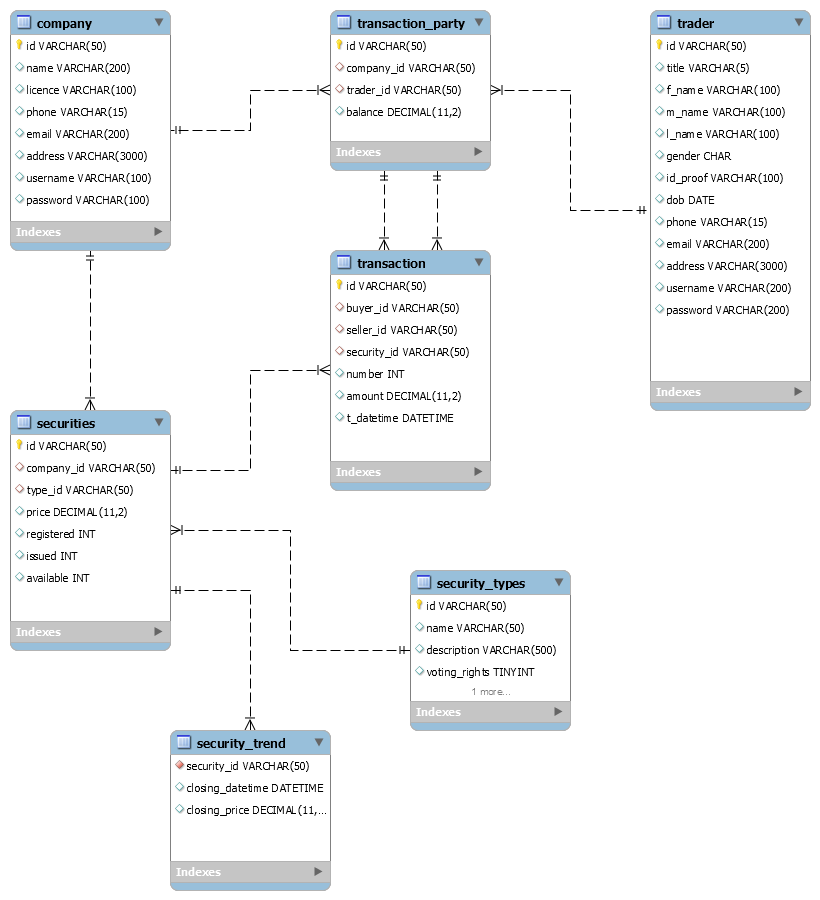 company
id VARCHAR(50)
name VARCHAR(200)
licence VARCHAR(100)
phone VARCHAR(15)
email VARCHAR(200)
address VARCHAR(3000)
username VARCHAR(100)
password VARCHAR(100)
Indexes
transaction_party
id VARCHAR(50)
company_id VARCHAR(50)
trader_id VARCHAR(50)
balance DECIMAL(11,2)
Indexes
trader
id VARCHAR(50)
title VARCHAR(5)
f_name VARCHAR(100)
m_name VARCHAR(100)
l_name VARCHAR(100)
gender CHAR
id_proof VARCHAR(100)
dob DATE
phone VARCHAR(15)
email VARCHAR(200)
address VARCHAR(3000)
username VARCHAR(200)
password VARCHAR(200)
Indexes
transaction
id VARCHAR(50)
buyer_id VARCHAR(50)
seller_id VARCHAR(50)
security_id VARCHAR(50)
number INT
amount DECIMAL(11,2)
t_datetime DATETIME
Indexes
securities
id VARCHAR(50)
company_id VARCHAR(50)
type_id VARCHAR(50)
price DECIMAL(11,2)
registered INT
issued INT
available INT
Indexes
security_types
id VARCHAR(50)
name VARCHAR(50)
description VARCHAR(500)
voting_rights TINYINT
1 more...
Indexes
security_trend
security_id VARCHAR(50)
closing_datetime DATETIME
closing_price DECIMAL(11,...
Indexes